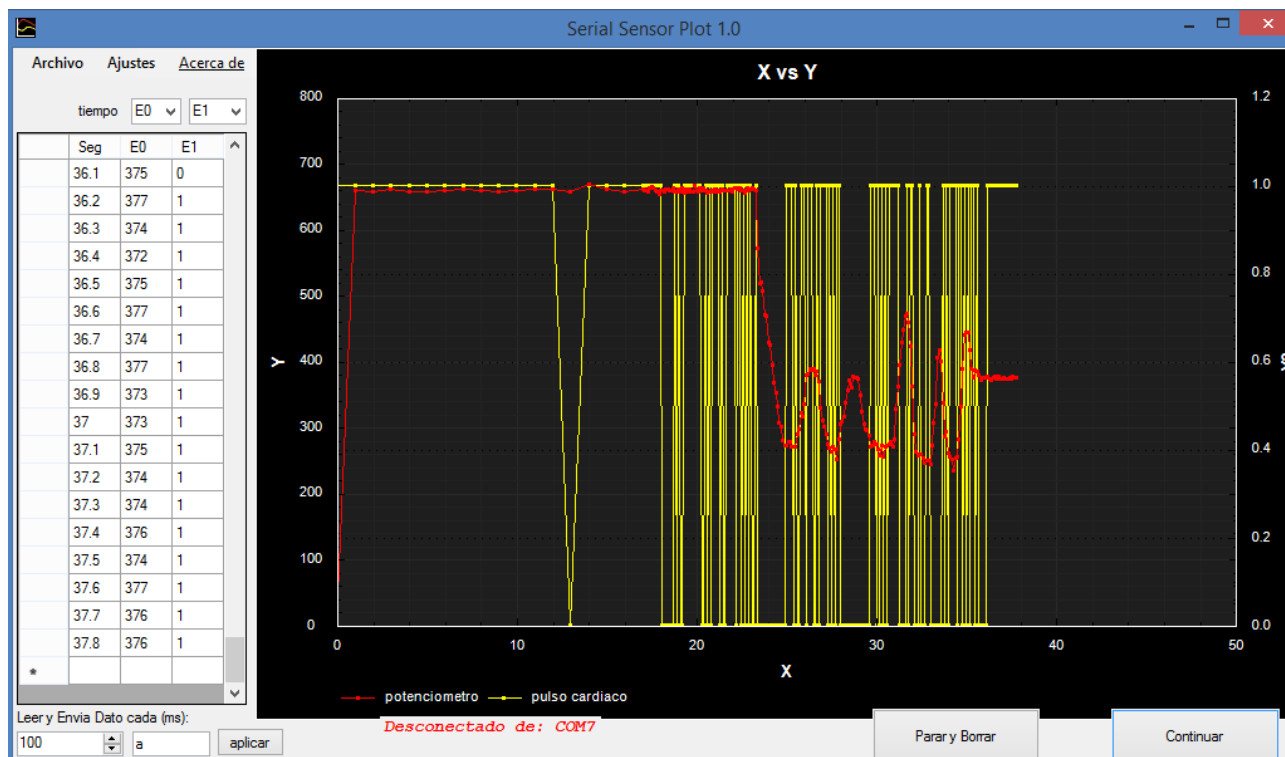 Serial Sensor Plot 1.0
Archivo Ajustes Acerca de
tiempo E0 E1
Seg E0 E1
36.1 375 0
36.2 377 1
36.3 374 1
36.4 372 1
36.5 375 1
36.6 377 1
36.7 374 1
36.8 377 1
36.9 373 1
37 373 1
37.1 375 1
37.2 374 1
37.3 374 1
37.4 376 1
37.5 374 1
37.6 377 1
37.7 376 1
37.8 376 1
*
Leer y Envia Dato cada (ms):
100 a aplicar
X vs Y
800
700
600
500
400
300
200
100
0
Y
1.2
1.0
0.8
0.6
0.4
0.2
0.0
0 10 20 30 40 50
X
potenciometro pulso cardiaco
Desconectado de: COM7
Parar y Borrar Continuar